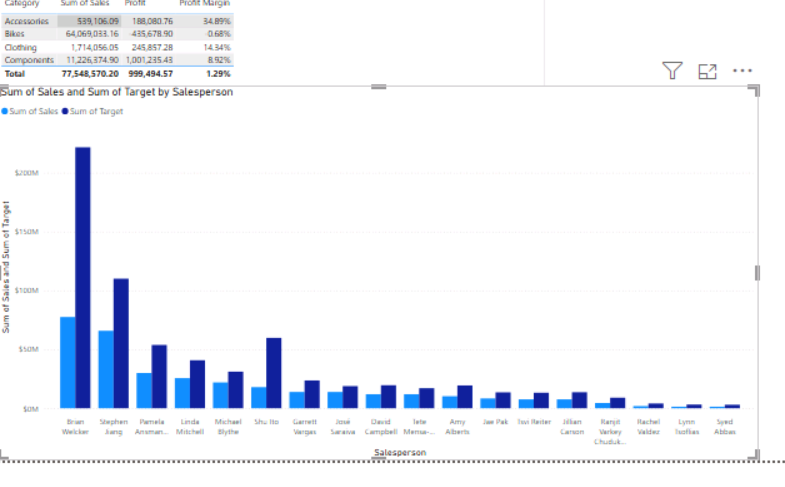 Category Sum of Sales Profit Profit Margin
Accessories 539,106.09 188,080.76 34.89%
Bikes 64,069,033.16 -435,678.90 -0.68%
Clothing 1,714,056.05 245,857.28 14.34%
Components 11,226,374.90 1,001,235.43 8.92%
Total 77,548,570.20 999,494.57 1.29%
Sum of Sales and Sum of Target by Salesperson
Sum of Sales Sum of Target
Sum of Sales and Sum of Target
$200M
$150M
$100M
$50M
$0M
Brian Welcker
Stephen Jiang
Pamela Ansman...
Linda Mitchell
Michael Blythe
Shu Ito
Garrett Vargas
José Saraiva
David Campbell
Tete Mensa-...
Amy Alberts
Jae Pak
Tsvi Reiter
Jillian Carson
Ranjit Varkey Chuduk...
Rachel Valdez
Lynn Tsoflias
Syed Abbas
Salesperson